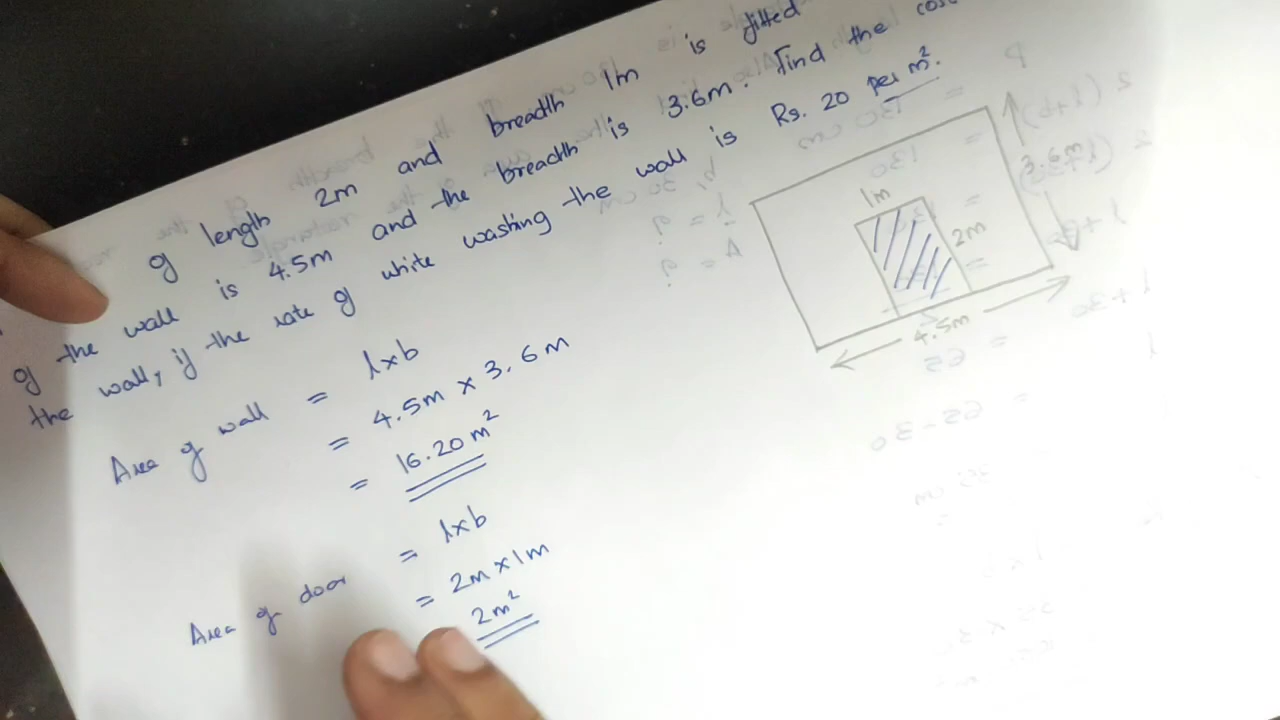 g length 2m and breadth 1m is fitted
g the wall is 4.5m and the breadth is 3.6m. Find the cost
the wall, if the rate g white washing the wall is Rs. 20 per m².
1m
2m
3.6m
4.5m
Area g wall = l×b
= 4.5m × 3.6m
= 16.20 m²
Area g door = l×b
= 2m × 1m
2m²